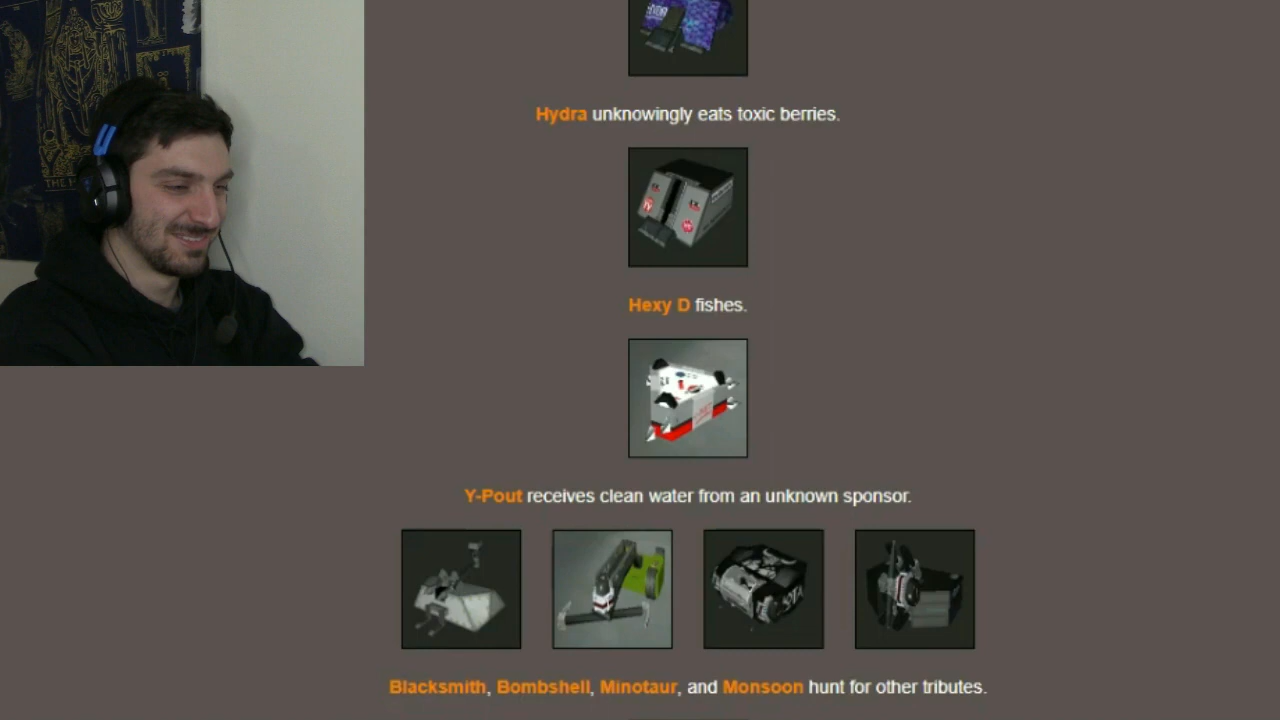 Hydra unknowingly eats toxic berries.
Hexy D fishes.
Y-Pout receives clean water from an unknown sponsor.
Blacksmith, Bombshell, Minotaur, and Monsoon hunt for other tributes.